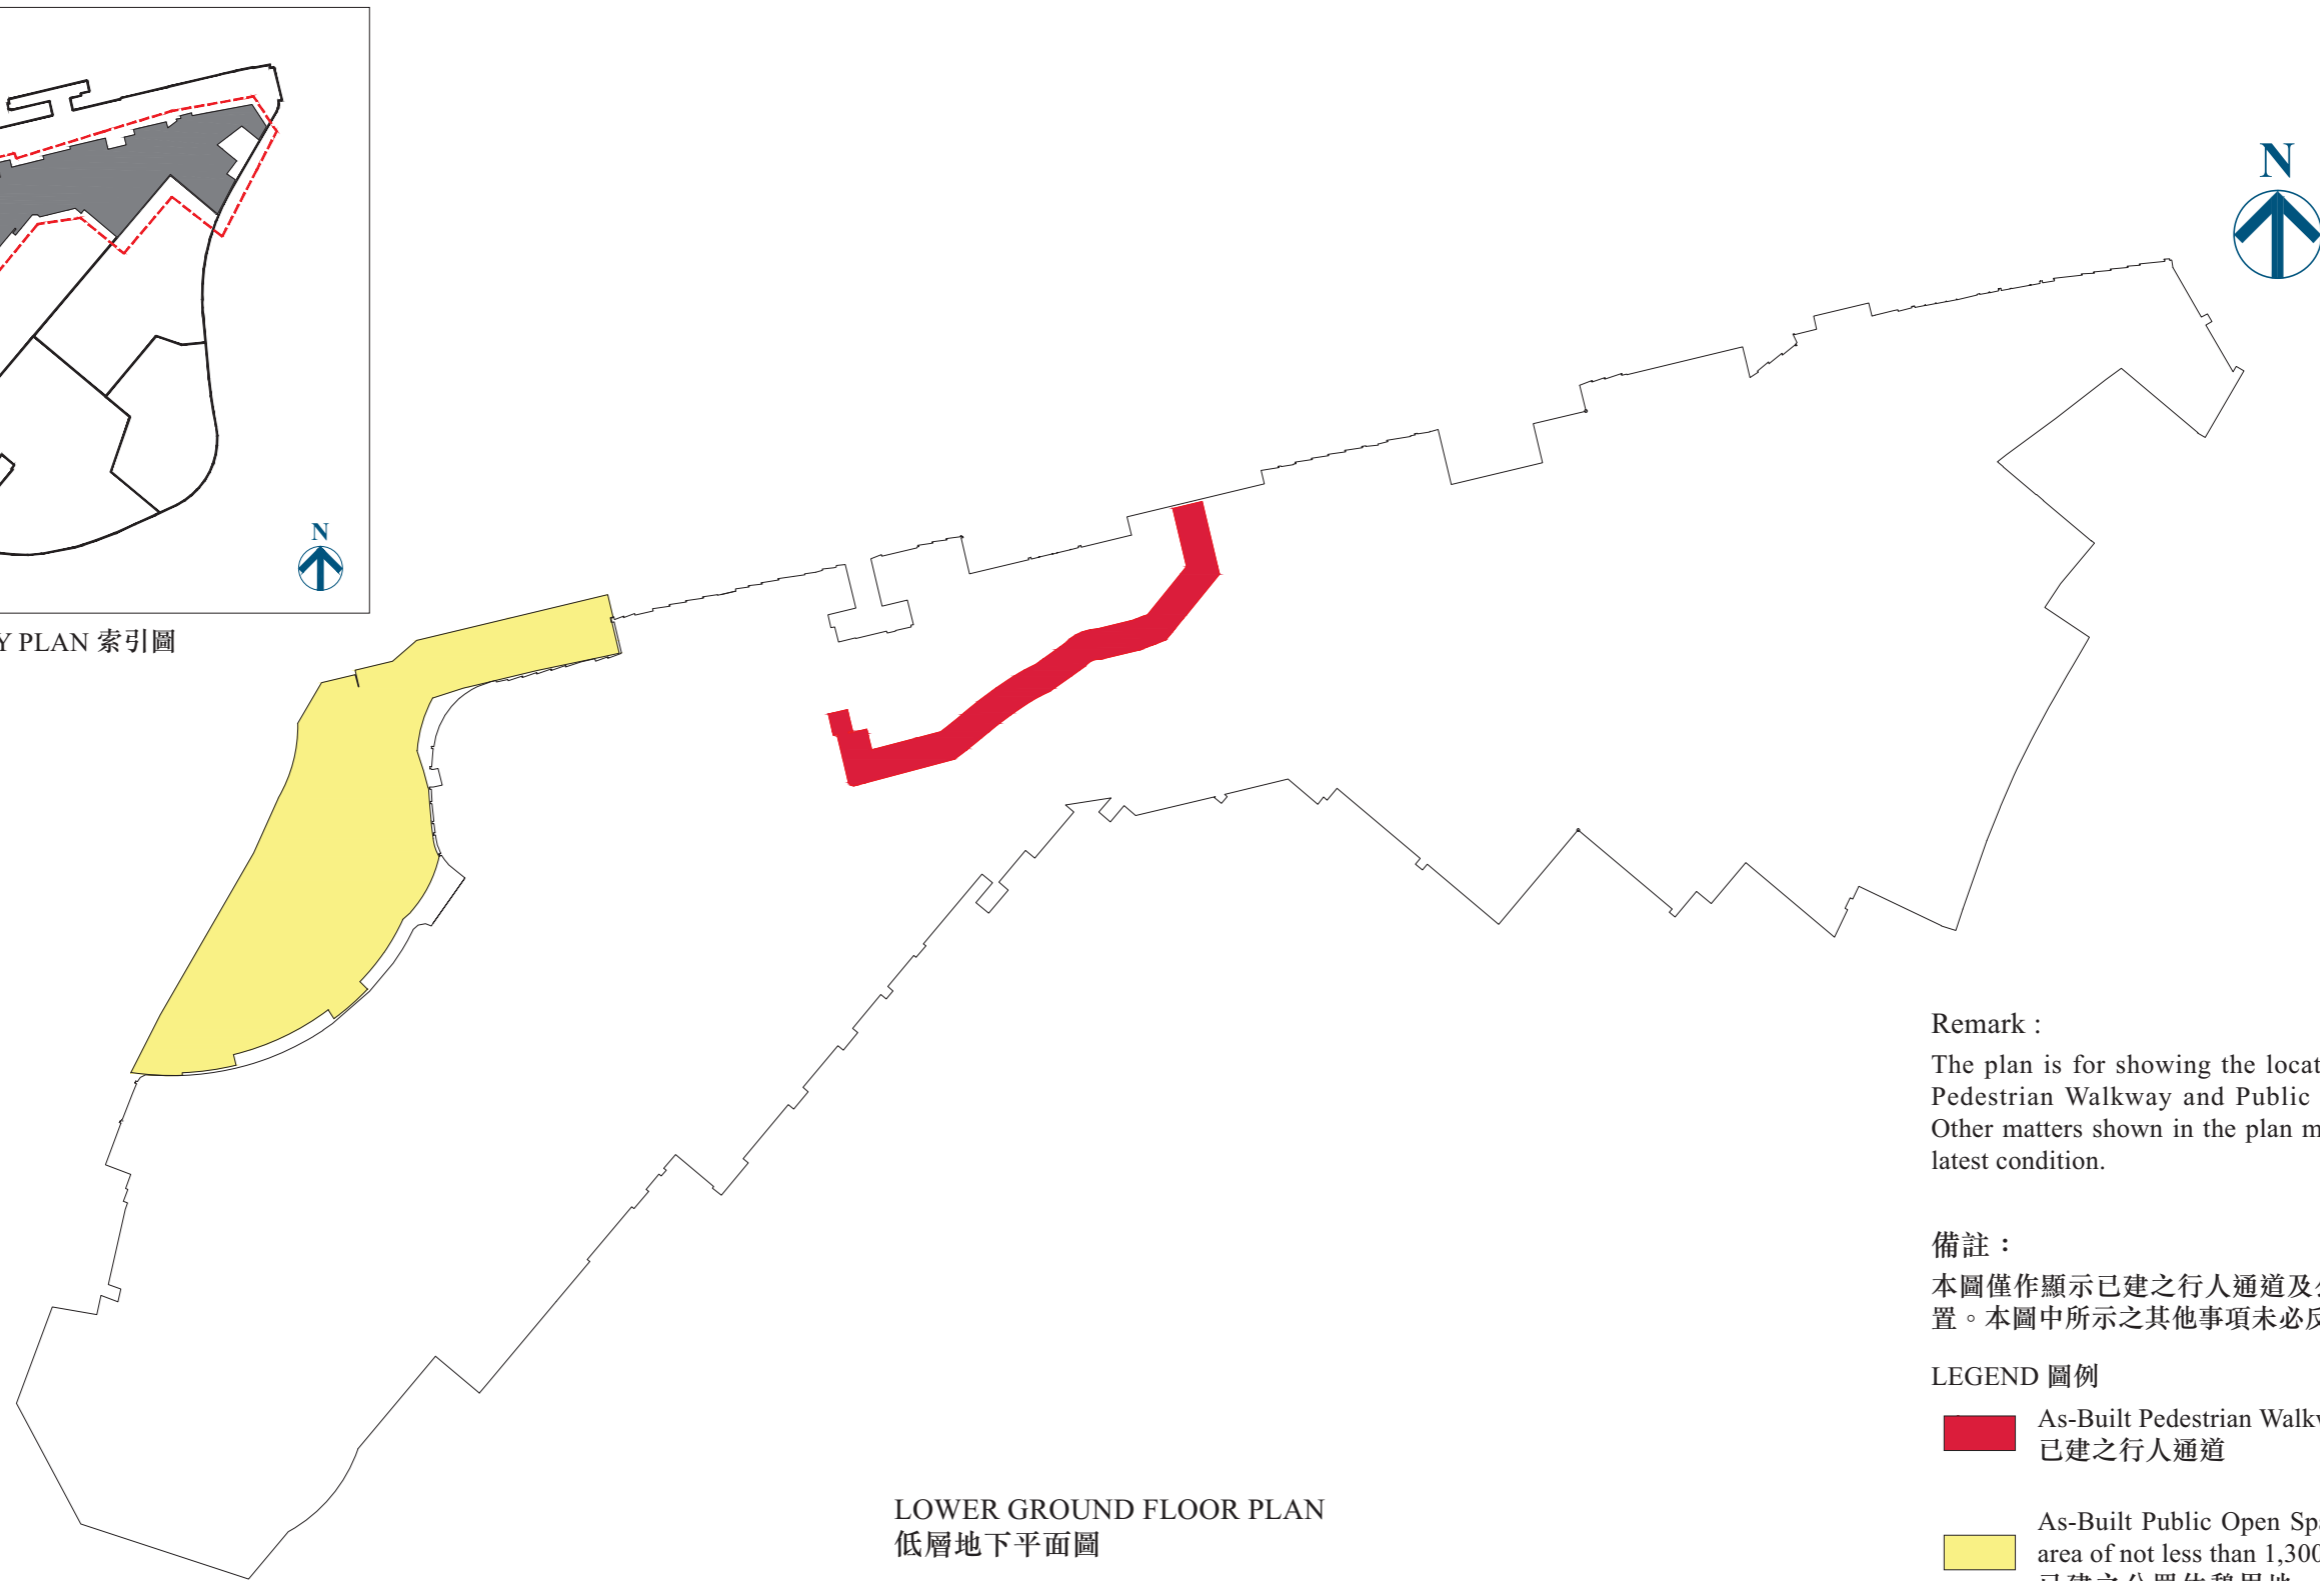 N
Y PLAN 索引圖
N
Remark :
The plan is for showing the
Pedestrian Walkway and Public
Other matters shown in the plan
latest condition.
備註：
本圖僅作顯示已建之行人通道及
置。本圖中所示之其他事項未必
LEGEND 圖例
As-Built Pedestrian
已建之行人通道
As-Built Public Open
area of not less than 1,300
LOWER GROUND FLOOR PLAN
低層地下平面圖